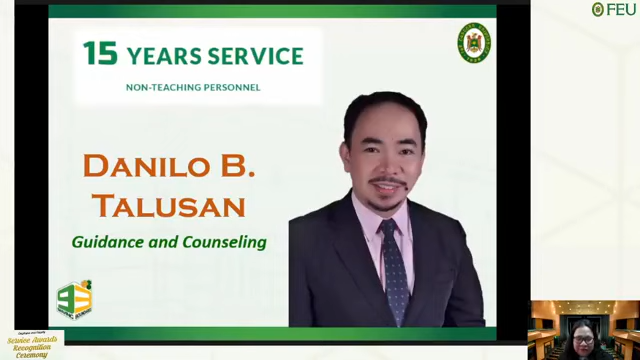 15 YEARS SERVICE
NON-TEACHING PERSONNEL
DANILO B.
TALUSAN
Guidance and Counseling
FEU
Service Awards
Recognition
Ceremony